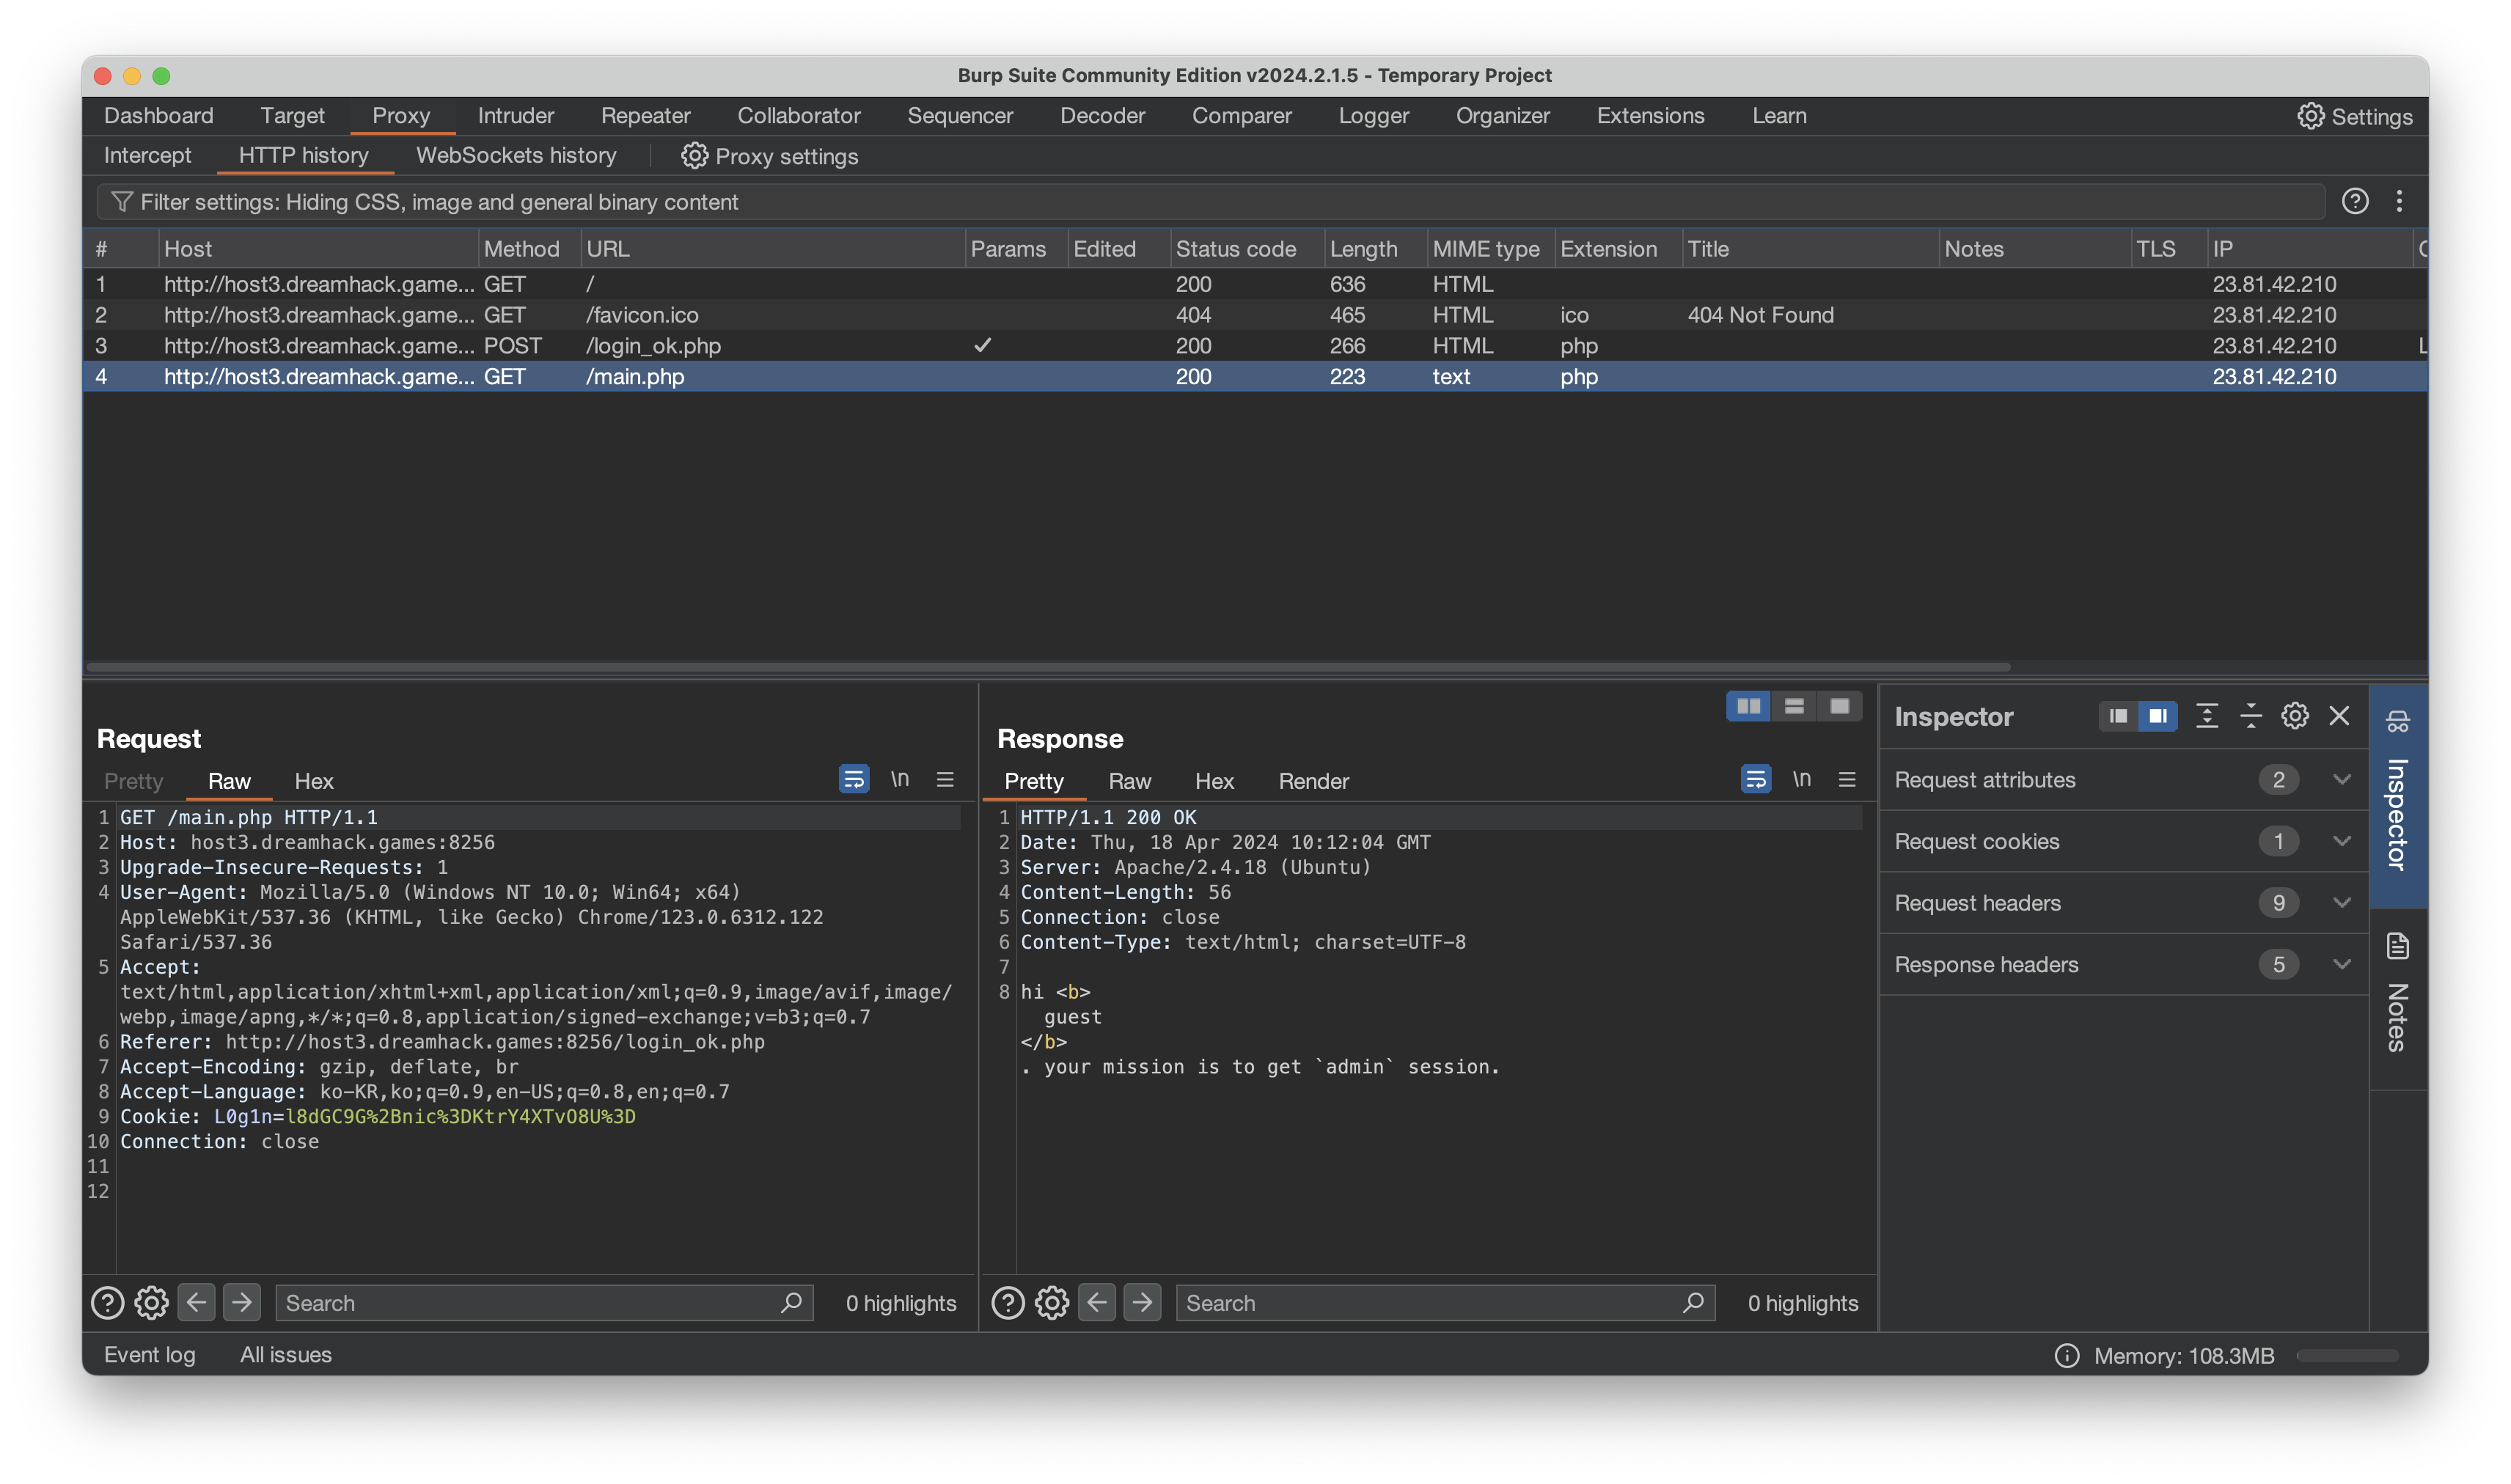 Burp Suite Community Edition v2024.2.1.5 - Temporary Project
Dashboard Target Proxy Intruder Repeater Collaborator Sequencer Decoder Comparer Logger Organizer Extensions Learn Settings
Intercept HTTP history WebSockets history Proxy settings
Filter settings: Hiding CSS, image and general binary content
# Host Method URL Params Edited Status code Length MIME type Extension Title Notes TLS IP
1 http://host3.dreamhack.game... GET / 200 636 HTML 23.81.42.210
2 http://host3.dreamhack.game... GET /favicon.ico 404 465 HTML ico 404 Not Found 23.81.42.210
3 http://host3.dreamhack.game... POST /login_ok.php ✓ 200 266 HTML php 23.81.42.210 L
4 http://host3.dreamhack.game... GET /main.php 200 223 text php 23.81.42.210
Request
Pretty Raw Hex \n
1 GET /main.php HTTP/1.1
2 Host: host3.dreamhack.games:8256
3 Upgrade-Insecure-Requests: 1
4 User-Agent: Mozilla/5.0 (Windows NT 10.0; Win64; x64)
AppleWebKit/537.36 (KHTML, like Gecko) Chrome/123.0.6312.122
Safari/537.36
5 Accept:
text/html,application/xhtml+xml,application/xml;q=0.9,image/avif,image/
webp,image/apng,*/*;q=0.8,application/signed-exchange;v=b3;q=0.7
6 Referer: http://host3.dreamhack.games:8256/login_ok.php
7 Accept-Encoding: gzip, deflate, br
8 Accept-Language: ko-KR,ko;q=0.9,en-US;q=0.8,en;q=0.7
9 Cookie: L0g1n=l8dGC9G%2Bnic%3DKtrY4XTvO8U%3D
10 Connection: close
11
12
Search
0 highlights
Response
Pretty Raw Hex Render \n
1 HTTP/1.1 200 OK
2 Date: Thu, 18 Apr 2024 10:12:04 GMT
3 Server: Apache/2.4.18 (Ubuntu)
4 Content-Length: 56
5 Connection: close
6 Content-Type: text/html; charset=UTF-8
7
8 hi <b>
guest
</b>
. your mission is to get `admin` session.
Search
0 highlights
Inspector
Request attributes 2
Request cookies 1
Request headers 9
Response headers 5
Inspector
Notes
Event log All issues
Memory: 108.3MB